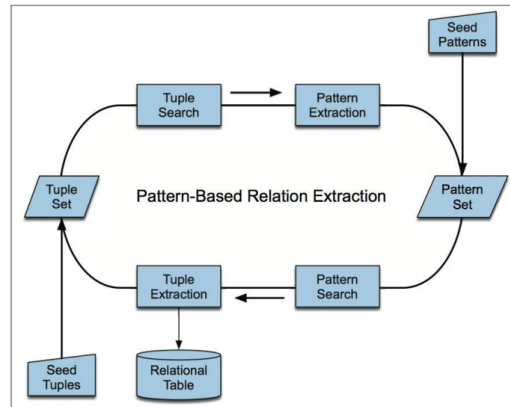 Seed
Patterns
Tuple
Search
Pattern
Extraction
Tuple
Set
Pattern-Based Relation Extraction
Pattern
Set
Tuple
Extraction
Pattern
Search
Seed
Tuples
Relational
Table